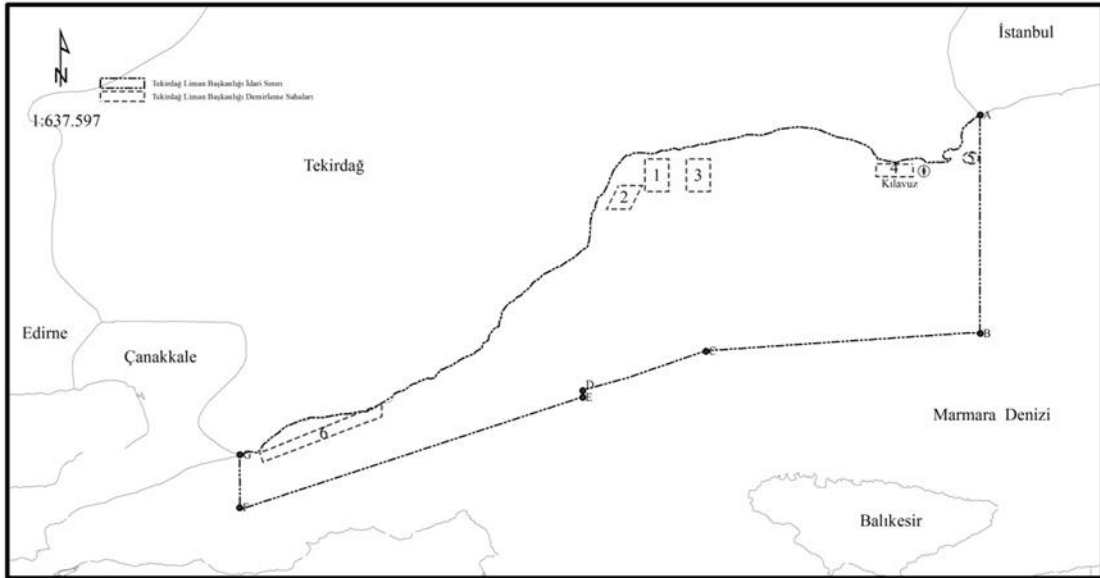 İstanbul
N
Tekirdağ Liman Başkanlığı İdari Sınırı
Tekirdağ Liman Başkanlığı Demirleme Sahaları
1:637.597
A
Tekirdağ
1
3
4
5
2
Kılavuz
Edirne
Çanakkale
B
C
D
E
Marmara Denizi
6
G
F
Balıkesir